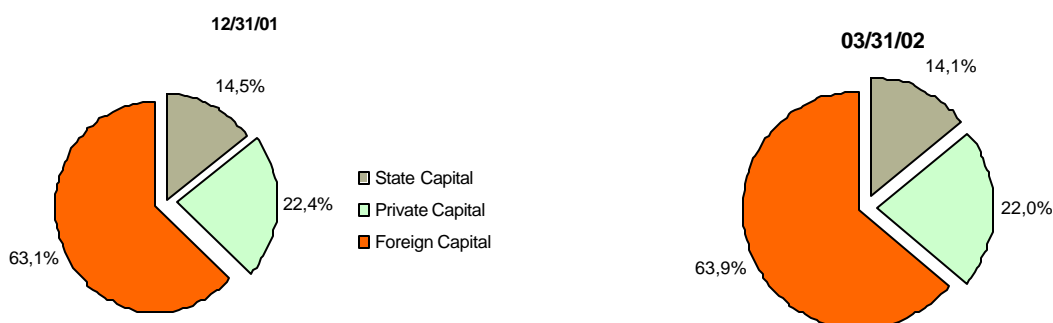 12/31/01
14,5%
22,4%
63,1%
State Capital
Private Capital
Foreign Capital
03/31/02
14,1%
22,0%
63,9%